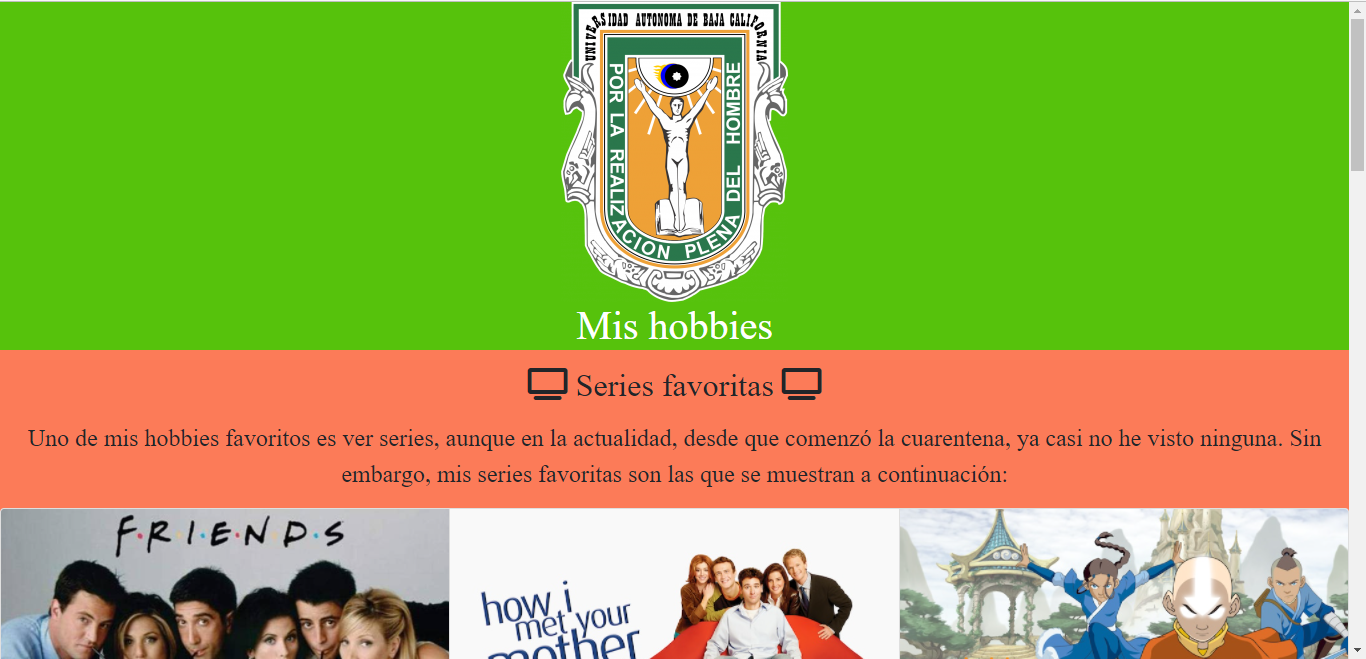 UNIVERSIDAD AUTONOMA DE BAJA CALIFORNIA
POR LA REALIZACION PLENA DEL HOMBRE
Mis hobbies
Series favoritas
Uno de mis hobbies favoritos es ver series, aunque en la actualidad, desde que comenzó la cuarentena, ya casi no he visto ninguna. Sin
embargo, mis series favoritas son las que se muestran a continuación:
F·R·I·E·N·D·S
how i
met your
mother